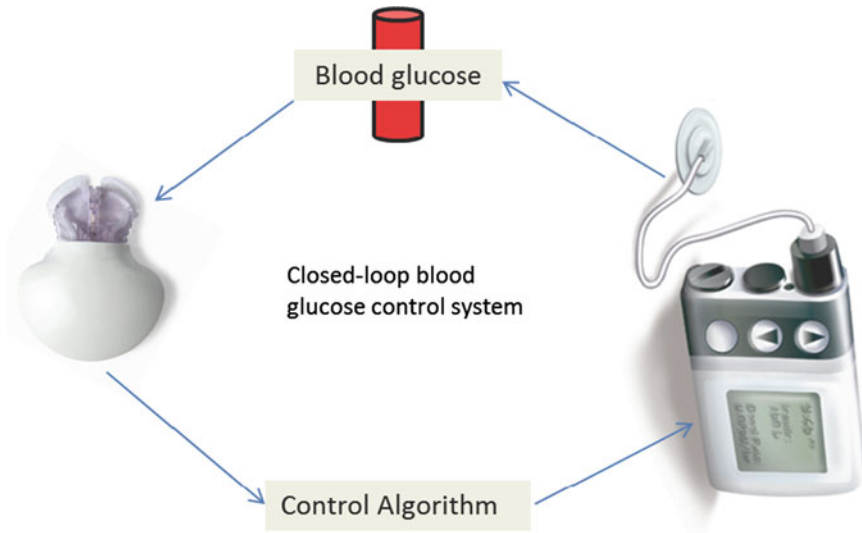 Blood glucose
Closed-loop blood
glucose control system
Control Algorithm